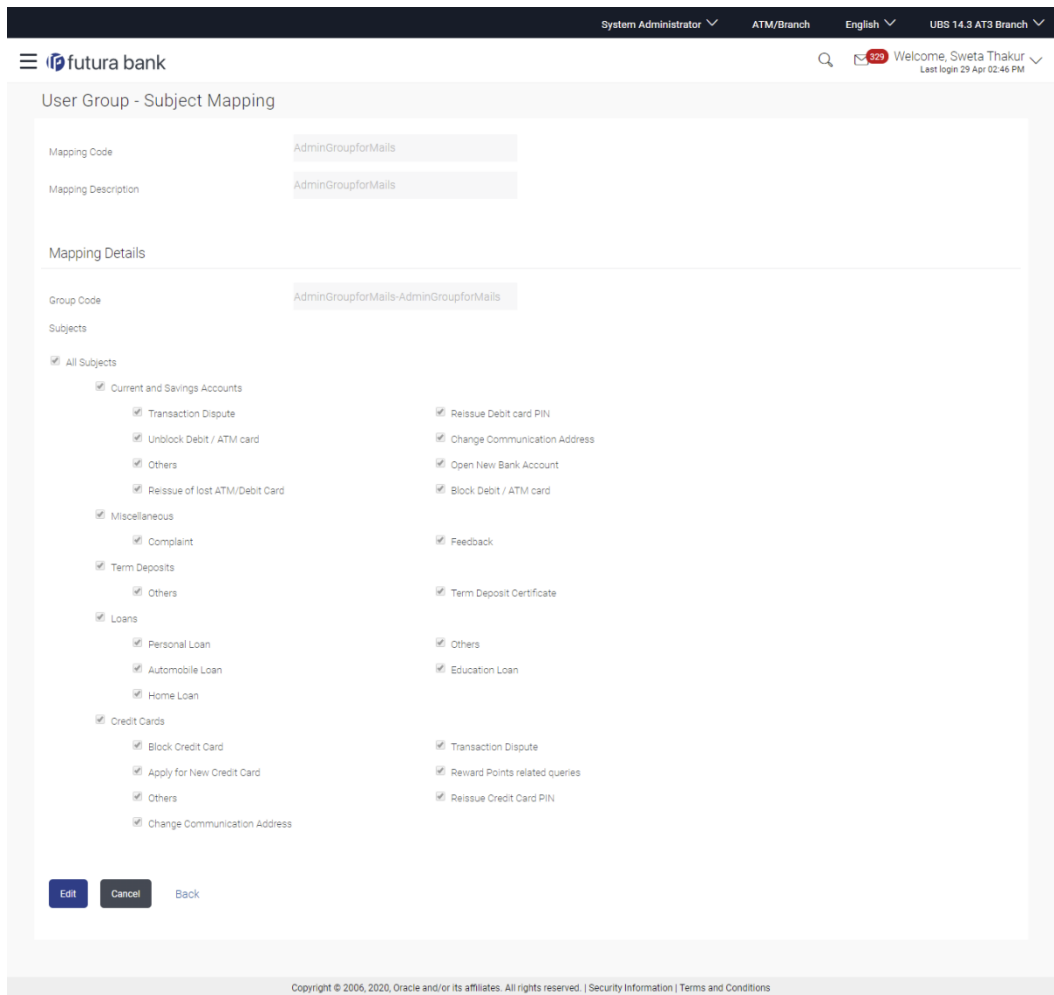 System Administrator ATM/Branch English UBS 14.3 AT3 Branch
futura bank 329 Welcome, Sweta Thakur
Last login 29 Apr 02:46 PM
User Group - Subject Mapping
Mapping Code AdminGroupforMails
Mapping Description AdminGroupforMails
Mapping Details
Group Code AdminGroupforMails-AdminGroupforMails
Subjects
All Subjects
Current and Savings Accounts
Transaction Dispute Reissue Debit card PIN
Unblock Debit / ATM card Change Communication Address
Others Open New Bank Account
Reissue of lost ATM/Debit Card Block Debit / ATM card
Miscellaneous
Complaint Feedback
Term Deposits
Others Term Deposit Certificate
Loans
Personal Loan Others
Automobile Loan Education Loan
Home Loan
Credit Cards
Block Credit Card Transaction Dispute
Apply for New Credit Card Reward Points related queries
Others Reissue Credit Card PIN
Change Communication Address
Edit Cancel Back
Copyright © 2006, 2020, Oracle and/or its affiliates. All rights reserved. | Security Information | Terms and Conditions